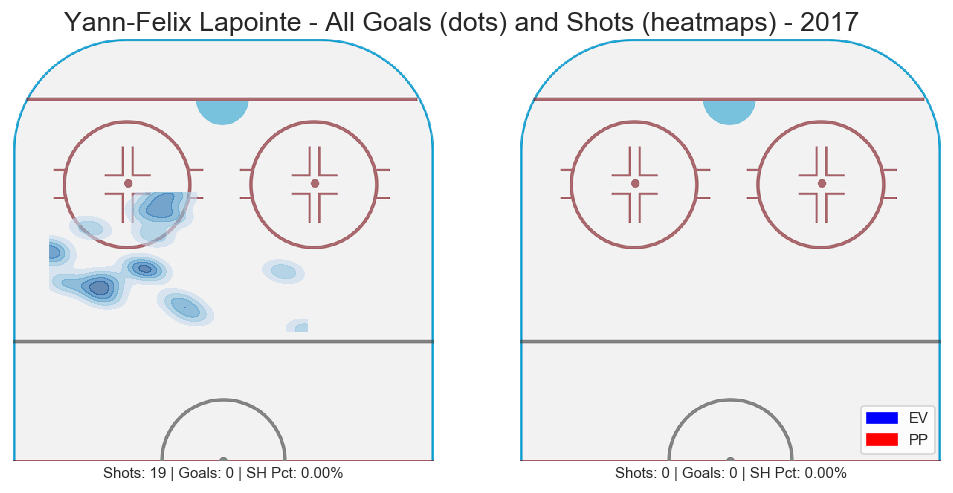 Yann-Felix Lapointe - All Goals (dots) and Shots (heatmaps) - 2017
EV
PP
Shots: 19 | Goals: 0 | SH Pct: 0.00%
Shots: 0 | Goals: 0 | SH Pct: 0.00%